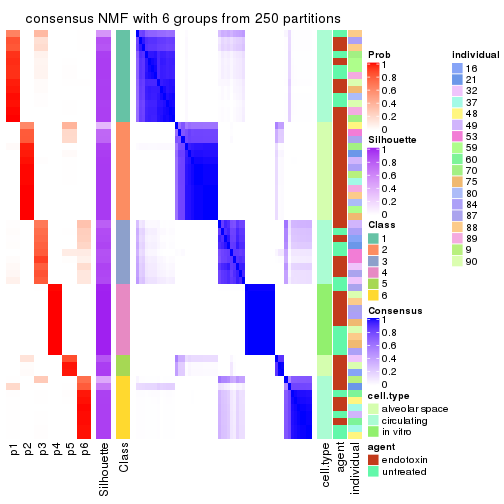 consensus NMF with 6 groups from 250 partitions
p1
p2
p3
p4
p5
p6
Silhouette
Class
cell.type
agent
individual
Prob
1
0.8
0.6
0.4
0.2
0
Silhouette
1
0.8
0.6
0.4
0.2
0
Class
1
2
3
4
5
6
Consensus
1
0.8
0.6
0.4
0.2
0
cell.type
alveolar space
circulating
in vitro
agent
endotoxin
untreated
individual
16
21
32
37
48
49
53
59
60
70
75
80
84
87
88
89
9
90